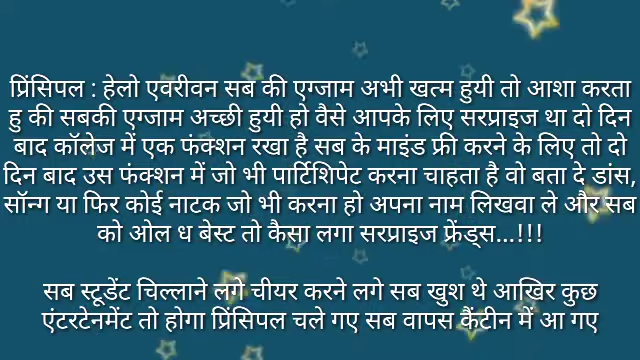 प्रिंसिपल : हेलो एवरीवन सब की एग्जाम अभी खत्म हुयी तो आशा करता
हु की सबकी एग्जाम अच्छी हुयी हो वैसे आपके लिए सरप्राइज था दो दिन
बाद कॉलेज में एक फंक्शन रखा है सब के माइंड फ्री करने के लिए तो दो
दिन बाद उस फंक्शन में जो भी पार्टिशिपेट करना चाहता है वो बता दे डांस,
सॉन्ग या फिर कोई नाटक जो भी करना हो अपना नाम लिखवा ले और सब
को ओल ध बेस्ट तो कैसा लगा सरप्राइज फ्रेंड्स...!!!
सब स्टूडेंट चिल्लाने लगे चीयर करने लगे सब खुश थे आखिर कुछ
एंटरटेनमेंट तो होगा प्रिंसिपल चले गए सब वापस कैंटीन में आ गए